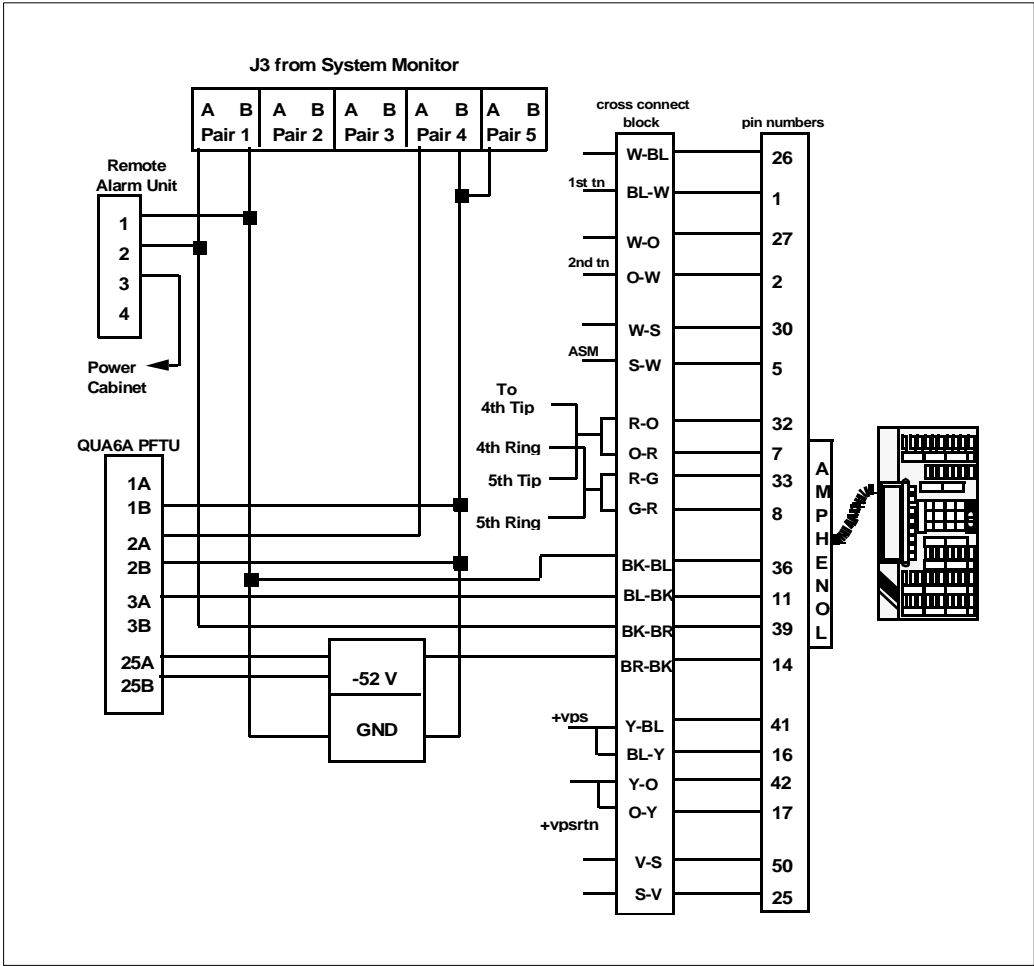 J3 from System Monitor
A B A B A B A B A B
Pair 1 Pair 2 Pair 3 Pair 4 Pair 5
Remote
Alarm Unit
1
2
3
4
Power
Cabinet
QUA6A PFTU
1A
1B
2A
2B
3A
3B
25A
25B
-52 V
GND
cross connect
block
pin numbers
W-BL 26
1st tn BL-W 1
W-O 27
2nd tn O-W 2
W-S 30
ASM S-W 5
To
4th Tip
R-O 32
4th Ring O-R 7
5th Tip R-G 33
5th Ring G-R 8
BK-BL 36
BL-BK 11
BK-BR 39
BR-BK 14
+vps Y-BL 41
BL-Y 16
Y-O 42
O-Y 17
+vpsrtn
V-S 50
S-V 25
AMPHENOL